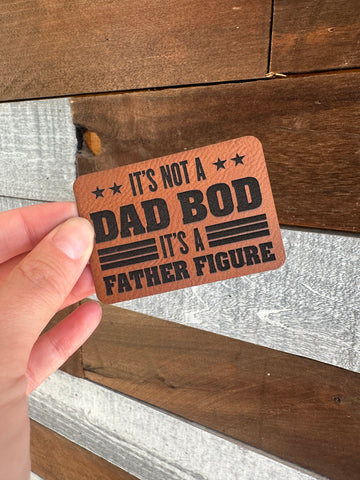 IT'S NOT A
DAD BOD
IT'S A
FATHER FIGURE